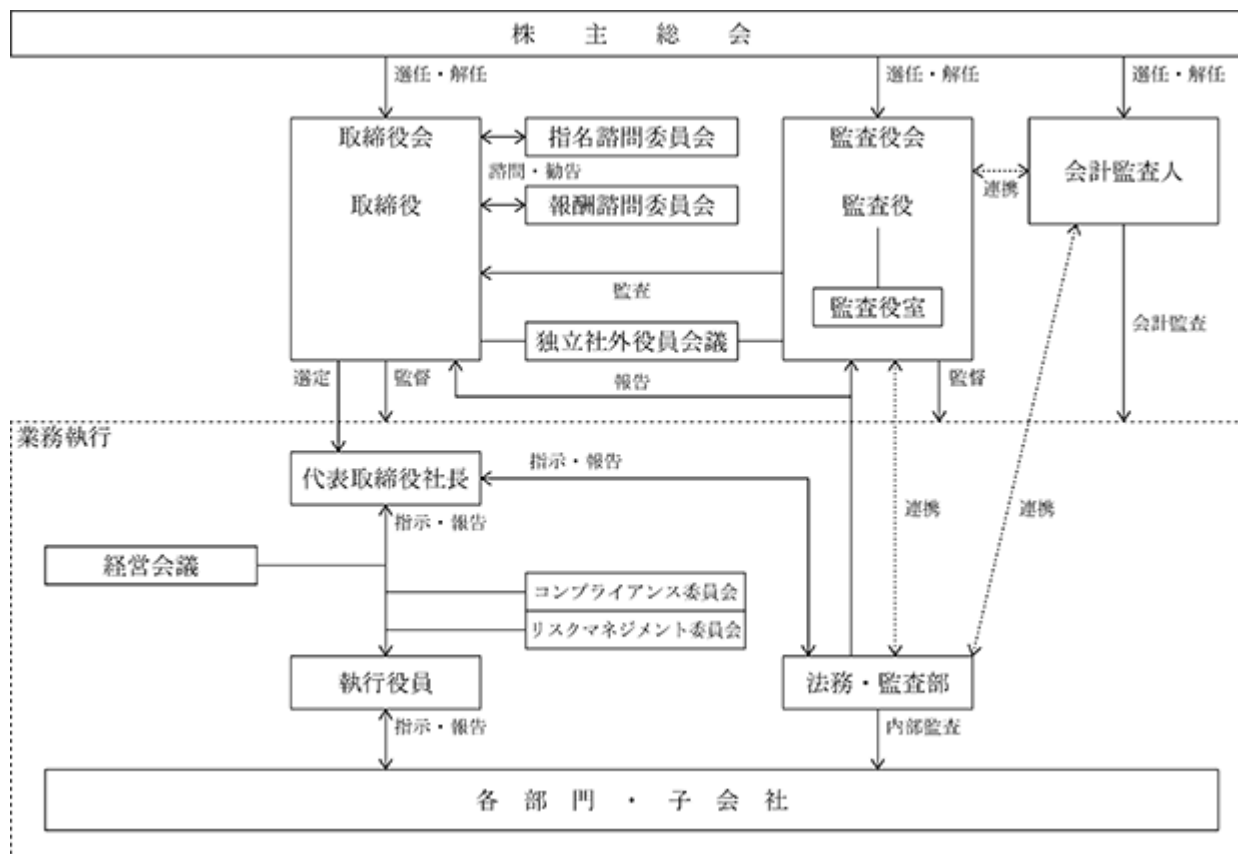 株主総会
選任・解任
選任・解任
選任・解任
取締役会
指名諮問委員会
監査役会
諮問・勧告
連携
会計監査人
取締役
報酬諮問委員会
監査役
監査
監査役室
会計監査
独立社外役員会議
選定
監督
報告
監督
業務執行
代表取締役社長
指示・報告
指示・報告
連携
連携
経営会議
コンプライアンス委員会
リスクマネジメント委員会
執行役員
法務・監査部
指示・報告
内部監査
各部門・子会社